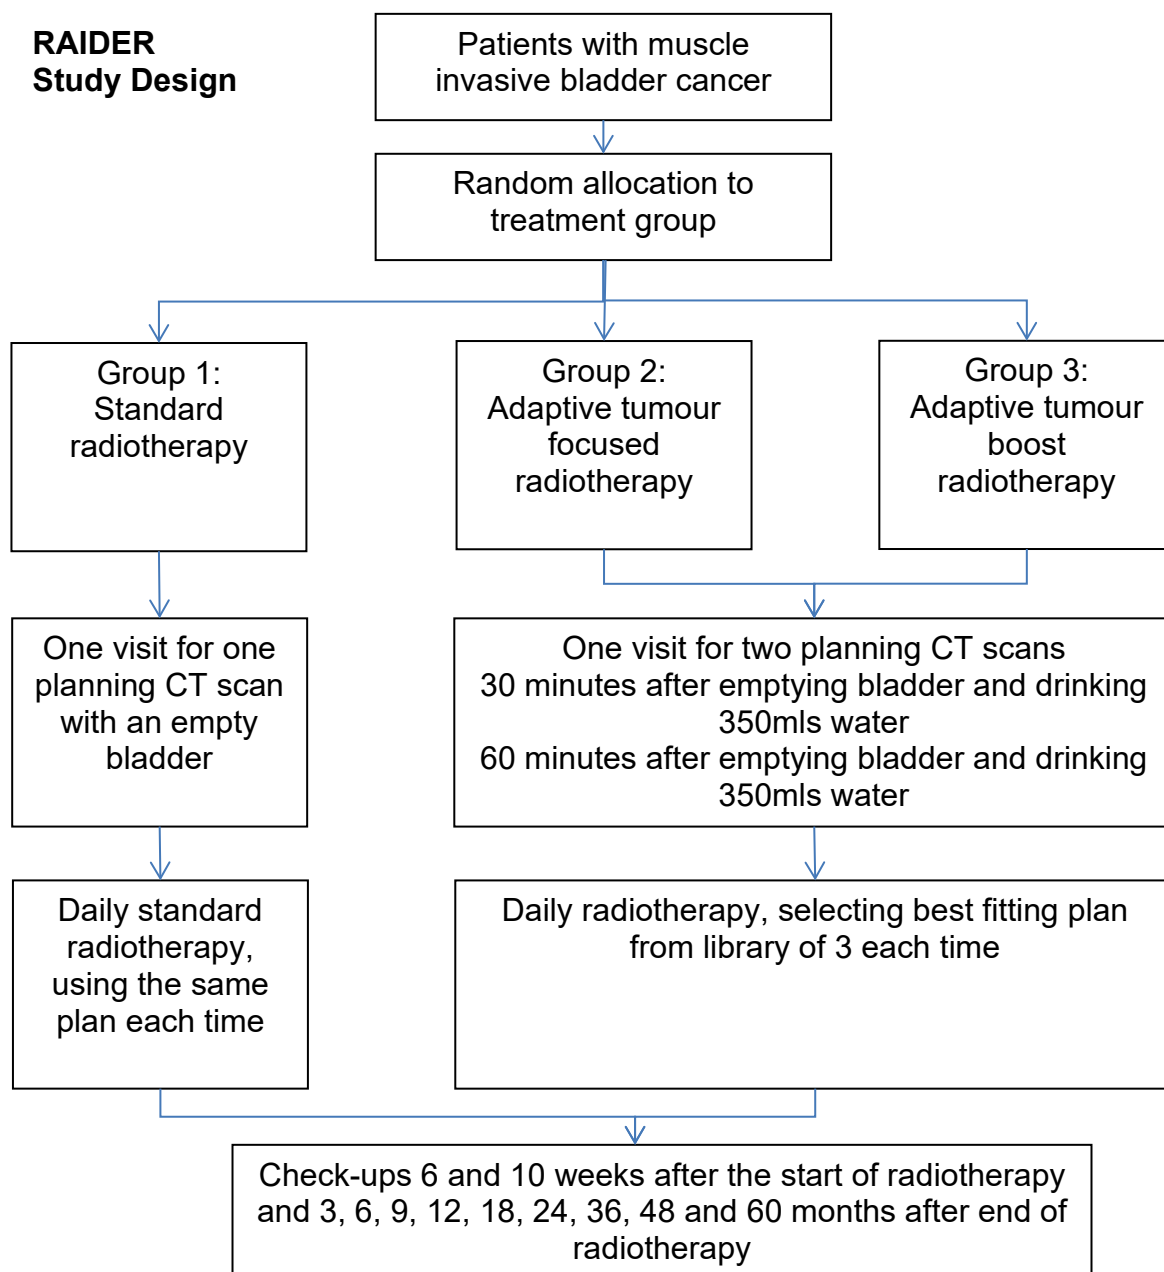 RAIDER
Study Design
Patients with muscle
invasive bladder cancer
Random allocation to
treatment group
Group 1:
Standard
radiotherapy
Group 2:
Adaptive tumour
focused
radiotherapy
Group 3:
Adaptive tumour
boost
radiotherapy
One visit for one
planning CT scan
with an empty
bladder
One visit for two planning CT scans
30 minutes after emptying bladder and drinking
350mls water
60 minutes after emptying bladder and drinking
350mls water
Daily standard
radiotherapy,
using the same
plan each time
Daily radiotherapy, selecting best fitting plan
from library of 3 each time
Check-ups 6 and 10 weeks after the start of radiotherapy
and 3, 6, 9, 12, 18, 24, 36, 48 and 60 months after end of
radiotherapy